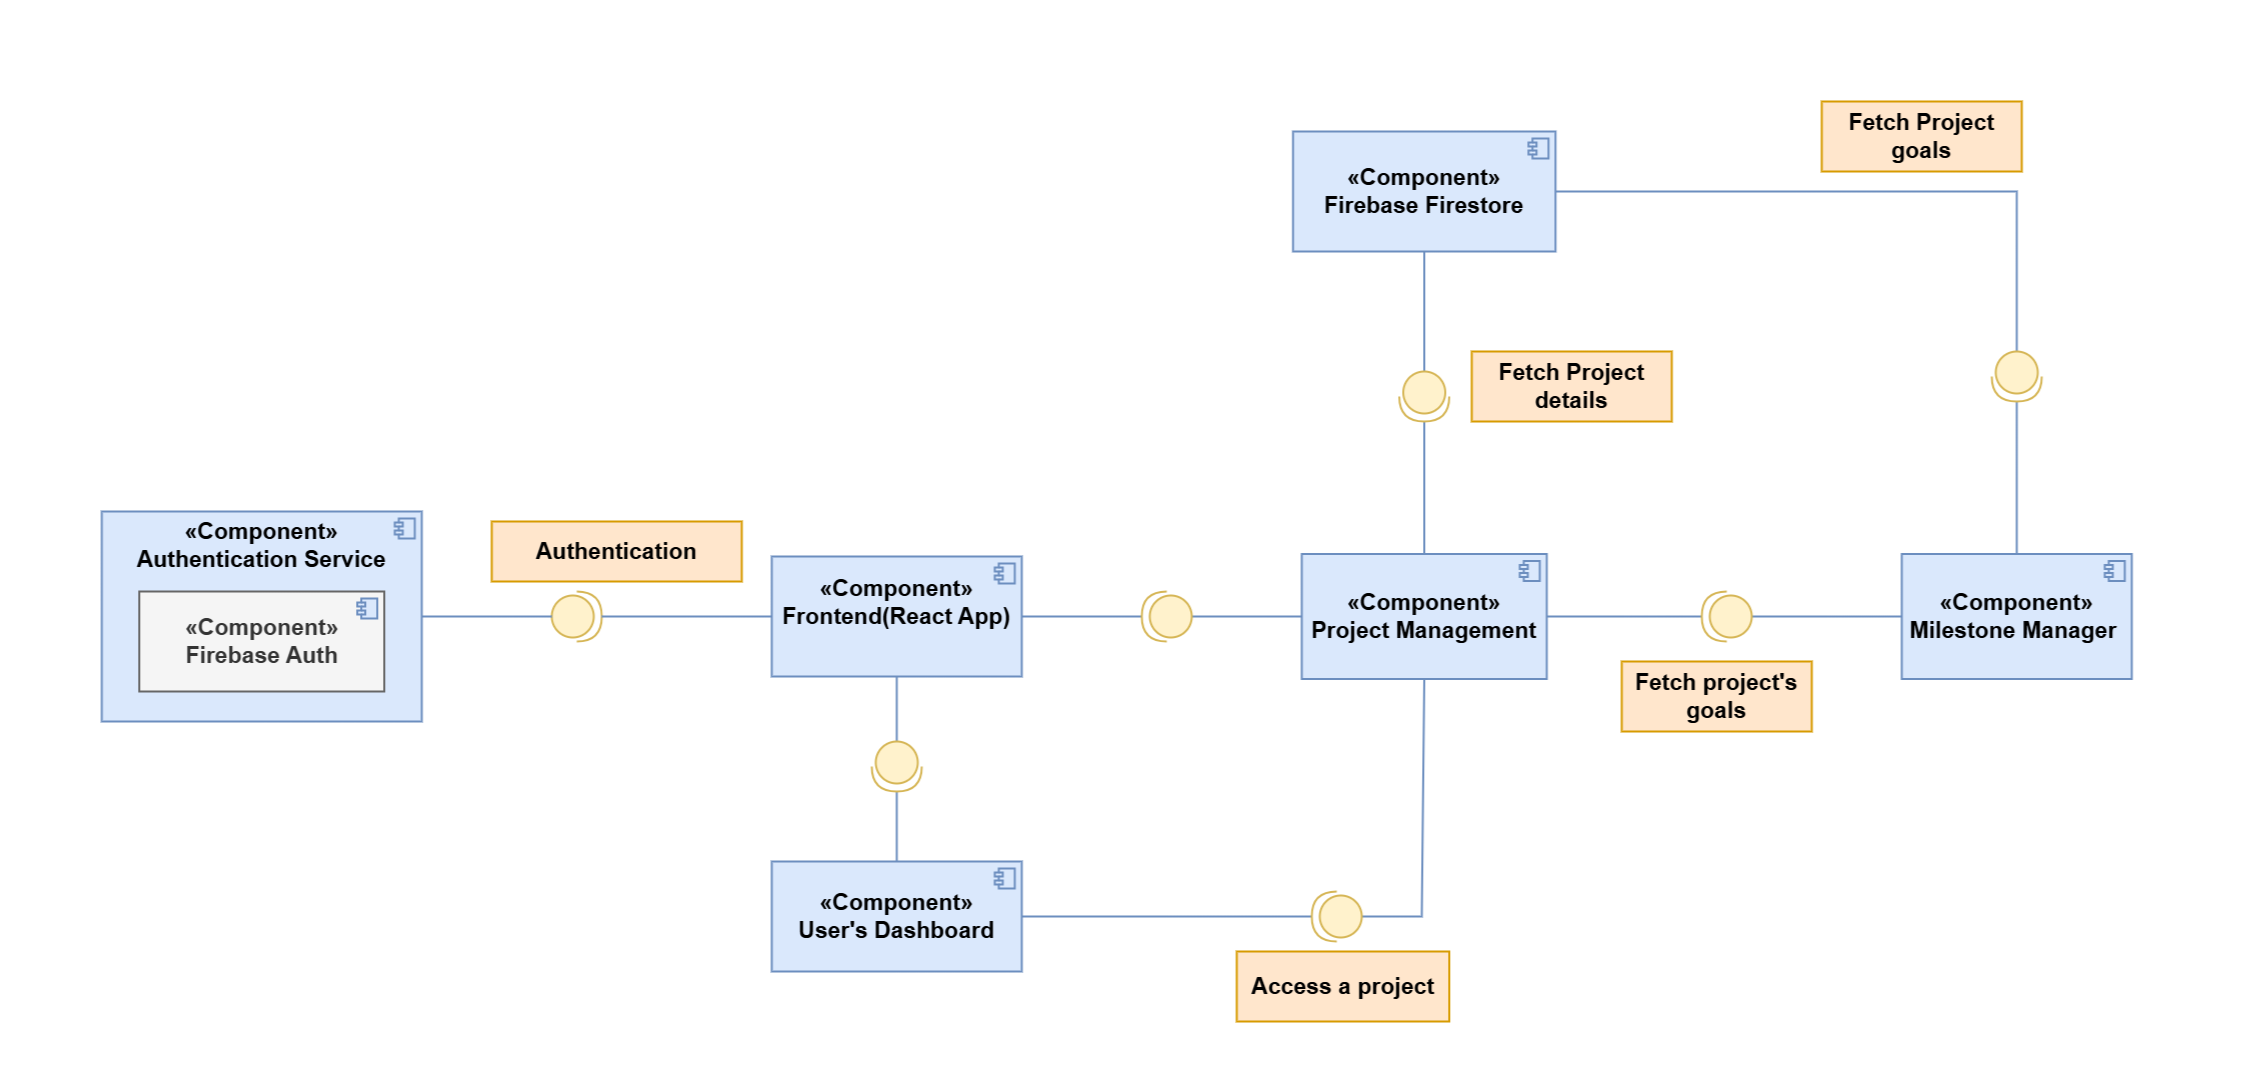 Fetch Project
goals
«Component»
Firebase Firestore
Fetch Project
details
«Component»
Authentication Service
«Component»
Firebase Auth
Authentication
«Component»
Frontend(React App)
«Component»
Project Management
«Component»
Milestone Manager
Fetch project's
goals
«Component»
User's Dashboard
Access a project